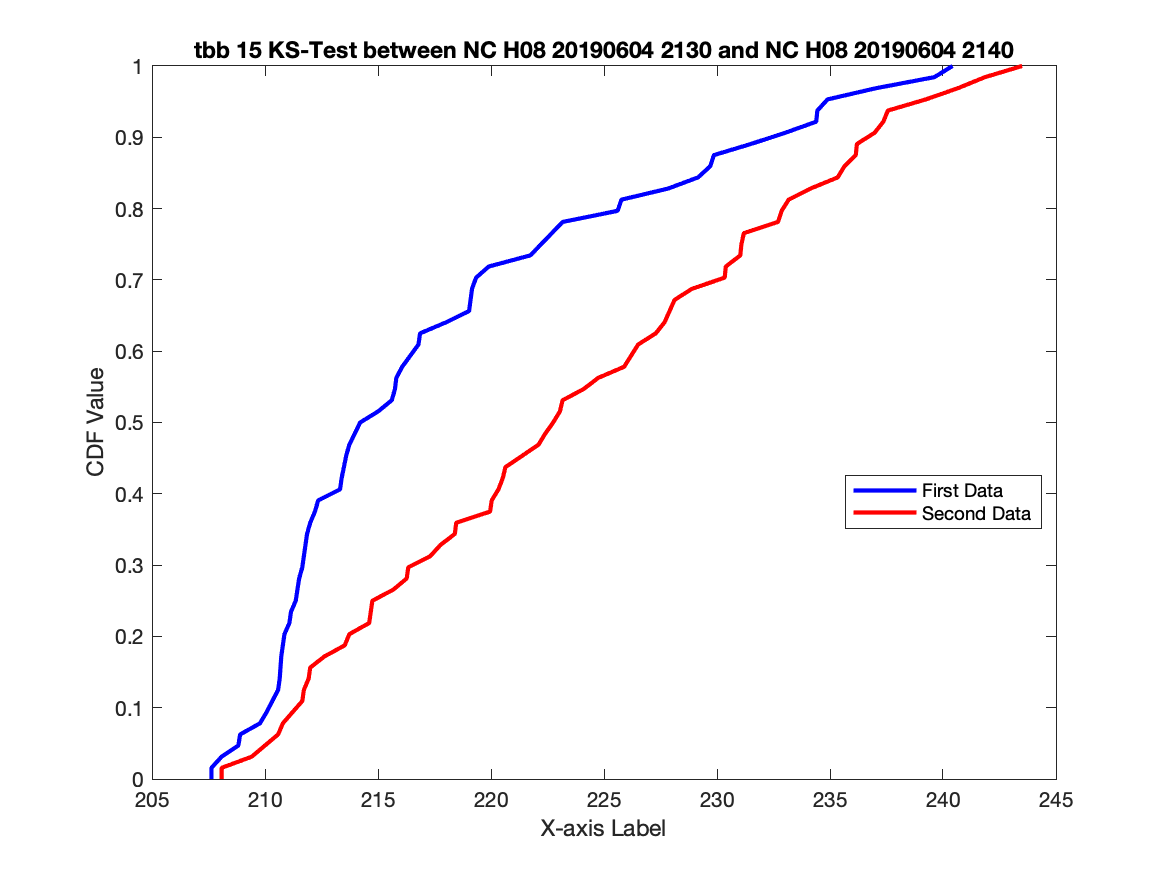 tbb 15 KS-Test between NC H08 20190604 2130 and NC H08 20190604 2140
1
0.9
0.8
0.7
0.6
0.5
0.4
0.3
0.2
0.1
0
CDF Value
First Data
Second Data
205 210 215 220 225 230 235 240 245
X-axis Label